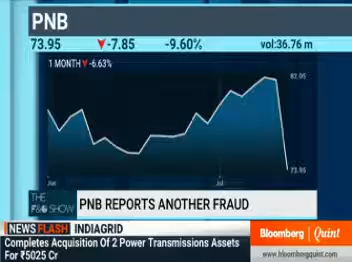 PNB
73.95 ▼-7.85 -9.60% vol:36.76 m
1 MONTH ▼ -6.63%
82.05
73.95
Jun Jul
THE
F&O SHOW
PNB REPORTS ANOTHER FRAUD
NEWS FLASH INDIAGRID
Completes Acquisition Of 2 Power Transmissions Assets
For ₹5025 Cr
Bloomberg | Quint
www.bloombergquint.com